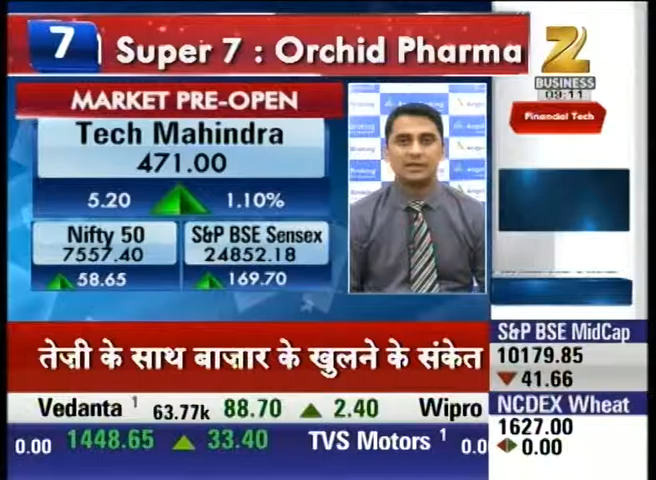 7 Super 7 : Orchid Pharma
Z
BUSINESS
09:11
Financial Tech
MARKET PRE-OPEN
Tech Mahindra
471.00
5.20 1.10%
Nifty 50
7557.40
58.65
S&P BSE Sensex
24852.18
169.70
S&P BSE MidCap
10179.85
41.66
तेज़ी के साथ बाज़ार के खुलने के संकेत
NCDEX Wheat
1627.00
0.00
Vedanta 1 63.77k 88.70 2.40 Wipro
0.00 1448.65 33.40 TVS Motors 1 0.0